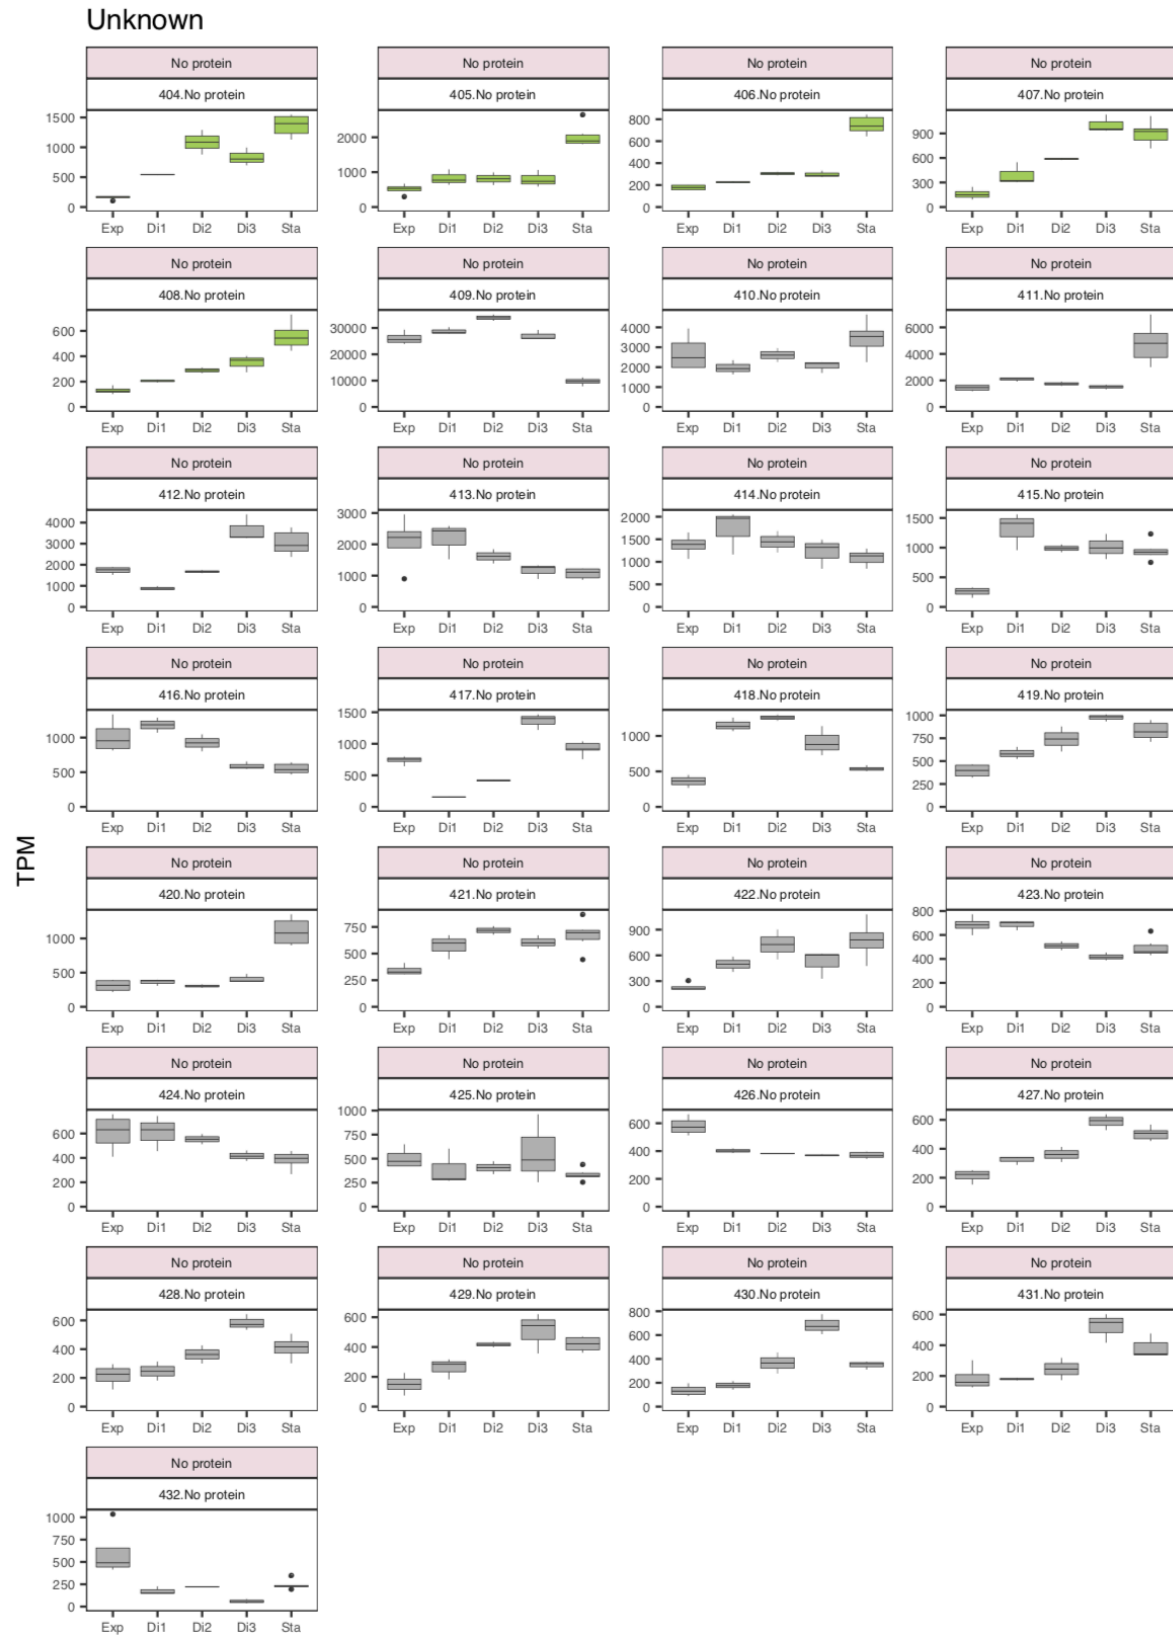 Unknown
No protein No protein No protein No protein
404.No protein 405.No protein 406.No protein 407.No protein
1500 1000 500 0
2000 1000 0
800 600 400 200 0
900 600 300 0
Exp Di1 Di2 Di3 Sta Exp Di1 Di2 Di3 Sta Exp Di1 Di2 Di3 Sta Exp Di1 Di2 Di3 Sta
No protein No protein No protein No protein
408.No protein 409.No protein 410.No protein 411.No protein
600 400 200 0
30000 20000 10000 0
4000 3000 2000 1000 0
6000 4000 2000 0
Exp Di1 Di2 Di3 Sta Exp Di1 Di2 Di3 Sta Exp Di1 Di2 Di3 Sta Exp Di1 Di2 Di3 Sta
No protein No protein No protein No protein
412.No protein 413.No protein 414.No protein 415.No protein
4000 3000 2000 1000 0
3000 2000 1000 0
2000 1500 1000 500 0
1500 1000 500 0
Exp Di1 Di2 Di3 Sta Exp Di1 Di2 Di3 Sta Exp Di1 Di2 Di3 Sta Exp Di1 Di2 Di3 Sta
No protein No protein No protein No protein
416.No protein 417.No protein 418.No protein 419.No protein
1000 500 0
1500 1000 500 0
1000 500 0
1000 750 500 250 0
Exp Di1 Di2 Di3 Sta Exp Di1 Di2 Di3 Sta Exp Di1 Di2 Di3 Sta Exp Di1 Di2 Di3 Sta
TPM
No protein No protein No protein No protein
420.No protein 421.No protein 422.No protein 423.No protein
1000 500 0
750 500 250 0
900 600 300 0
800 600 400 200 0
Exp Di1 Di2 Di3 Sta Exp Di1 Di2 Di3 Sta Exp Di1 Di2 Di3 Sta Exp Di1 Di2 Di3 Sta
No protein No protein No protein No protein
424.No protein 425.No protein 426.No protein 427.No protein
600 400 200 0
1000 750 500 250 0
600 400 200 0
600 400 200 0
Exp Di1 Di2 Di3 Sta Exp Di1 Di2 Di3 Sta Exp Di1 Di2 Di3 Sta Exp Di1 Di2 Di3 Sta
No protein No protein No protein No protein
428.No protein 429.No protein 430.No protein 431.No protein
600 400 200 0
600 400 200 0
800 600 400 200 0
600 400 200 0
Exp Di1 Di2 Di3 Sta Exp Di1 Di2 Di3 Sta Exp Di1 Di2 Di3 Sta Exp Di1 Di2 Di3 Sta
No protein
432.No protein
1000 750 500 250 0
Exp Di1 Di2 Di3 Sta